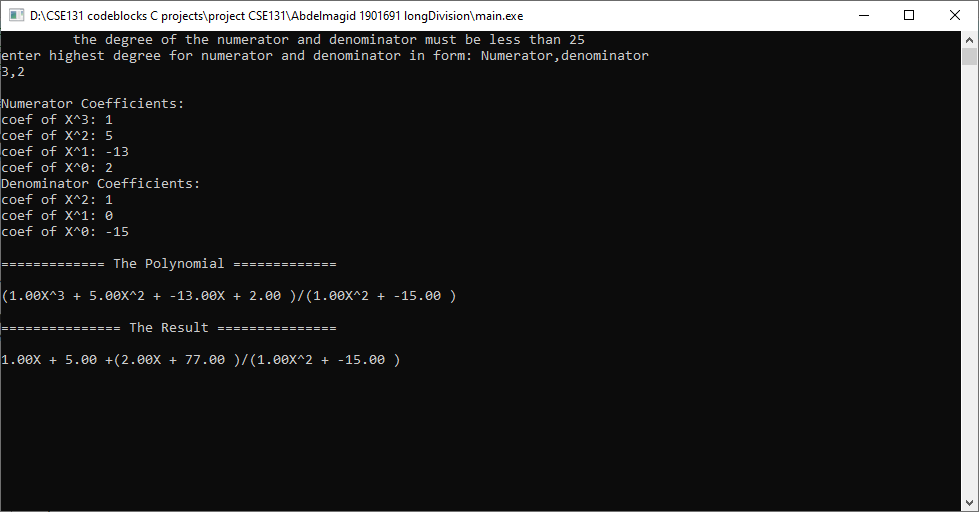 D:\CSE131 codeblocks C projects\project CSE131\Abdelmagid 1901691 longDivision\main.exe
the degree of the numerator and denominator must be less than 25
enter highest degree for numerator and denominator in form: Numerator,denominator
3,2
Numerator Coefficients:
coef of X^3: 1
coef of X^2: 5
coef of X^1: -13
coef of X^0: 2
Denominator Coefficients:
coef of X^2: 1
coef of X^1: 0
coef of X^0: -15
============= The Polynomial =============
(1.00X^3 + 5.00X^2 + -13.00X + 2.00 )/(1.00X^2 + -15.00 )
=============== The Result ===============
1.00X + 5.00 +(2.00X + 77.00 )/(1.00X^2 + -15.00 )